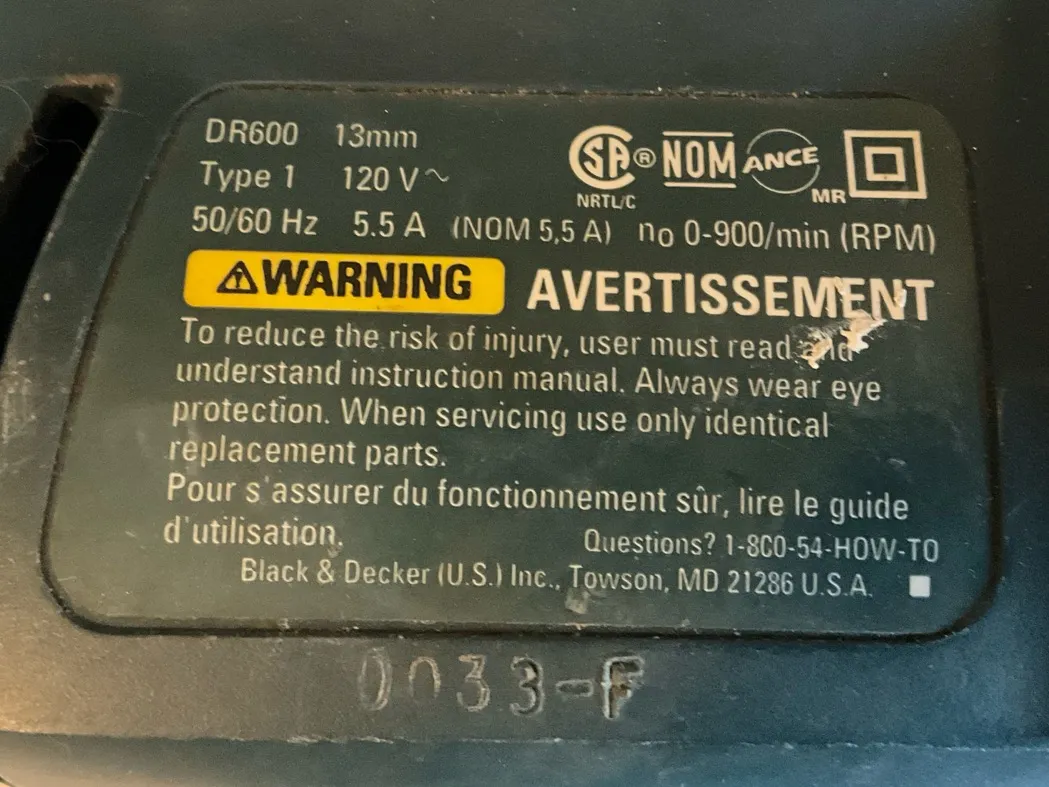 DR600 13mm
Type 1 120 V ~
50/60 Hz 5.5 A (NOM 5,5 A) no 0-900/min (RPM)
SA ® NOM ANCE
NRTL/C MR
WARNING AVERTISSEMENT
To reduce the risk of injury, user must read and
understand instruction manual. Always wear eye
protection. When servicing use only identical
replacement parts.
Pour s'assurer du fonctionnement sûr, lire le guide
d'utilisation.
Questions? 1-800-54-HOW-TO
Black & Decker (U.S.) Inc., Towson, MD 21286 U.S.A.
0033-F